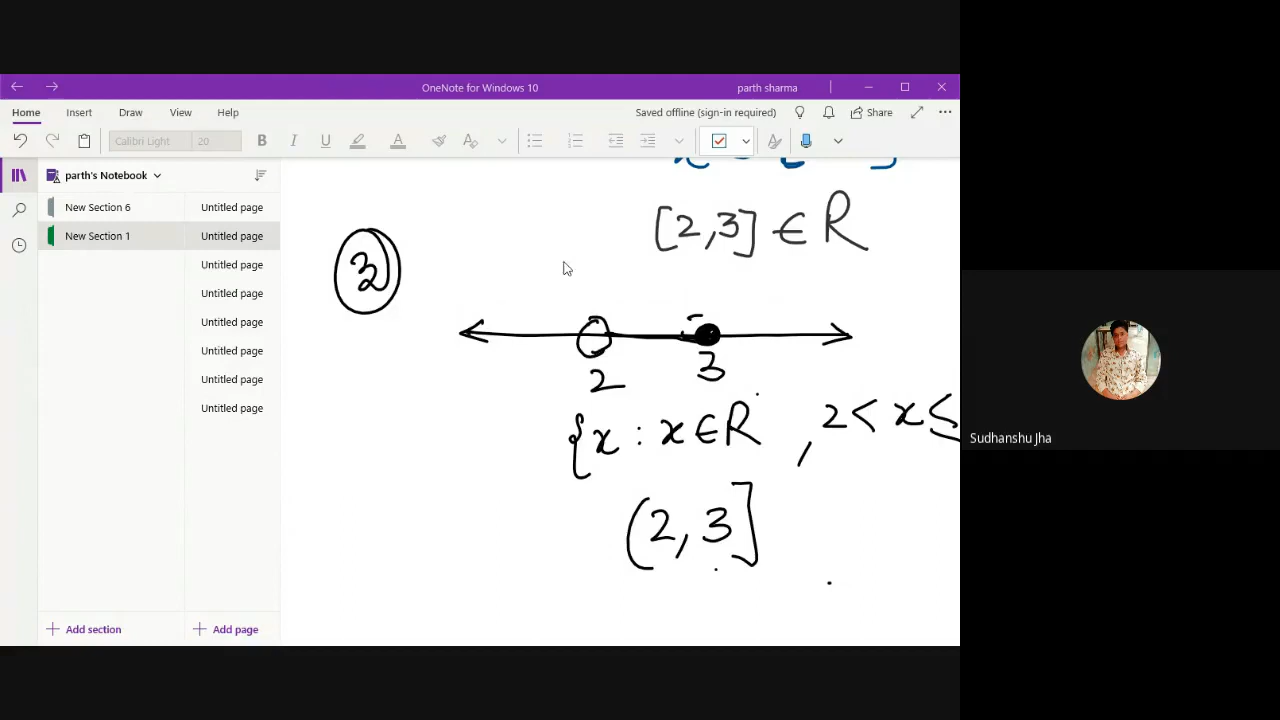 OneNote for Windows 10
parth sharma
Home Insert Draw View Help
Saved offline (sign-in required)
Share
Calibri Light 20
B I U A
parth's Notebook
New Section 6
New Section 1
Untitled page
Untitled page
Untitled page
Untitled page
Untitled page
Untitled page
Untitled page
Untitled page
Add section
Add page
[2,3] ∈ R
3
2 3
{x : x∈R , 2 < x ≤
(2, 3]
Sudhanshu Jha